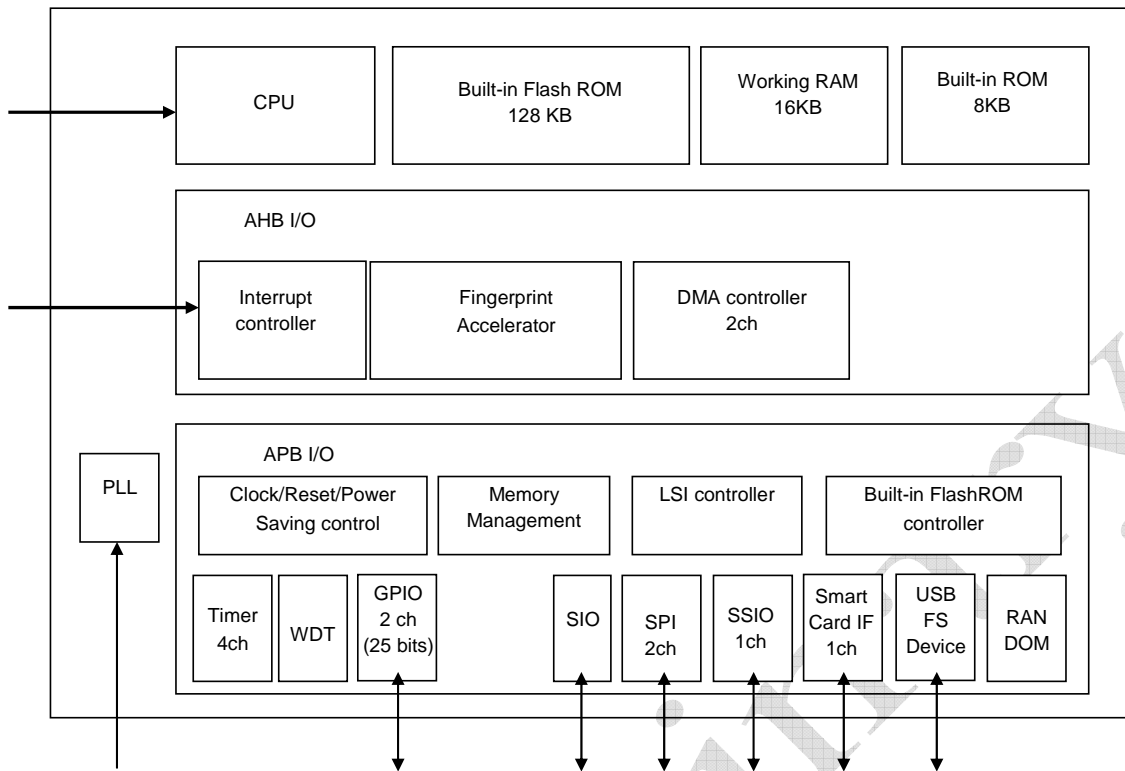 CPU
Built-in Flash ROM
128 KB
Working RAM
16KB
Built-in ROM
8KB
AHB I/O
Interrupt
controller
Fingerprint
Accelerator
DMA controller
2ch
PLL
APB I/O
Clock/Reset/Power
Saving control
Memory
Management
LSI controller
Built-in FlashROM
controller
Timer
4ch
WDT
GPIO
2 ch
(25 bits)
SIO
SPI
2ch
SSIO
1ch
Smart
Card IF
1ch
USB
FS
Device
RAN
DOM